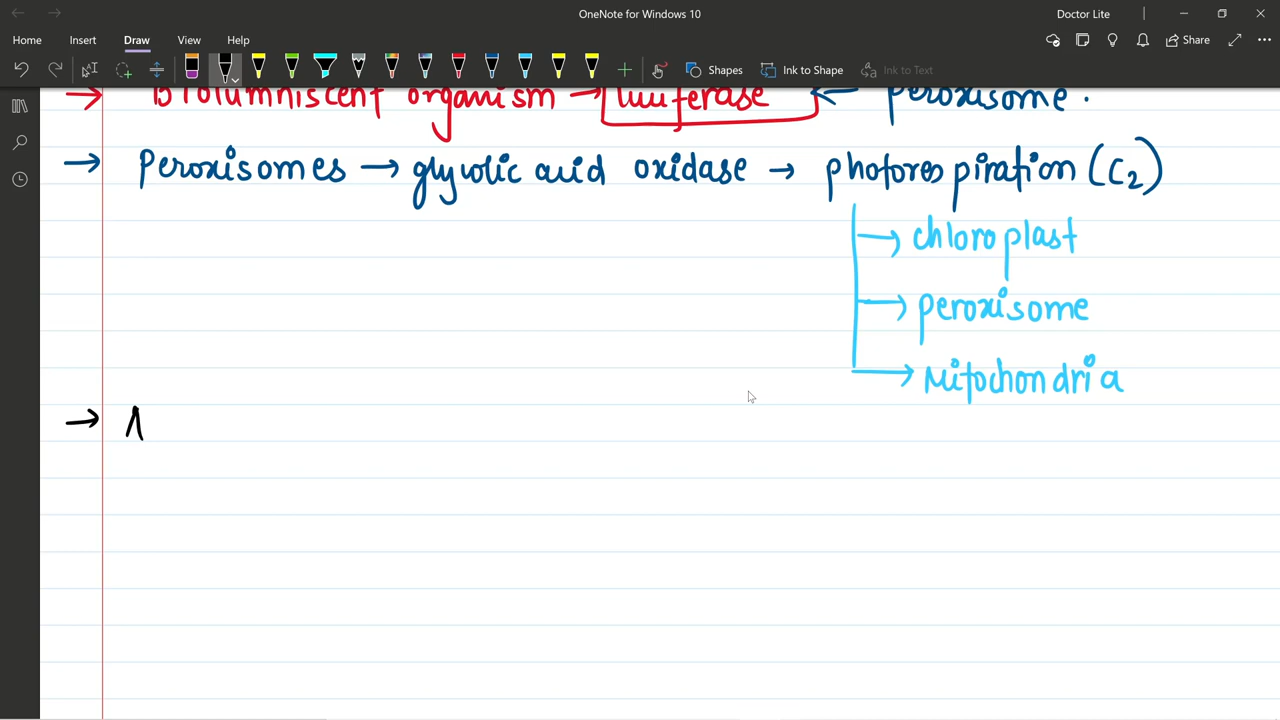 OneNote for Windows 10
Doctor Lite
Home Insert Draw View Help
Share
Shapes Ink to Shape Ink to Text
→ Biolumniscent organism → luciferase ← peroxisome.
→ Peroxisomes → glycolic acid oxidase → photorespiration (C2)
→ chloroplast
→ peroxisome
→ Mitochondria
→